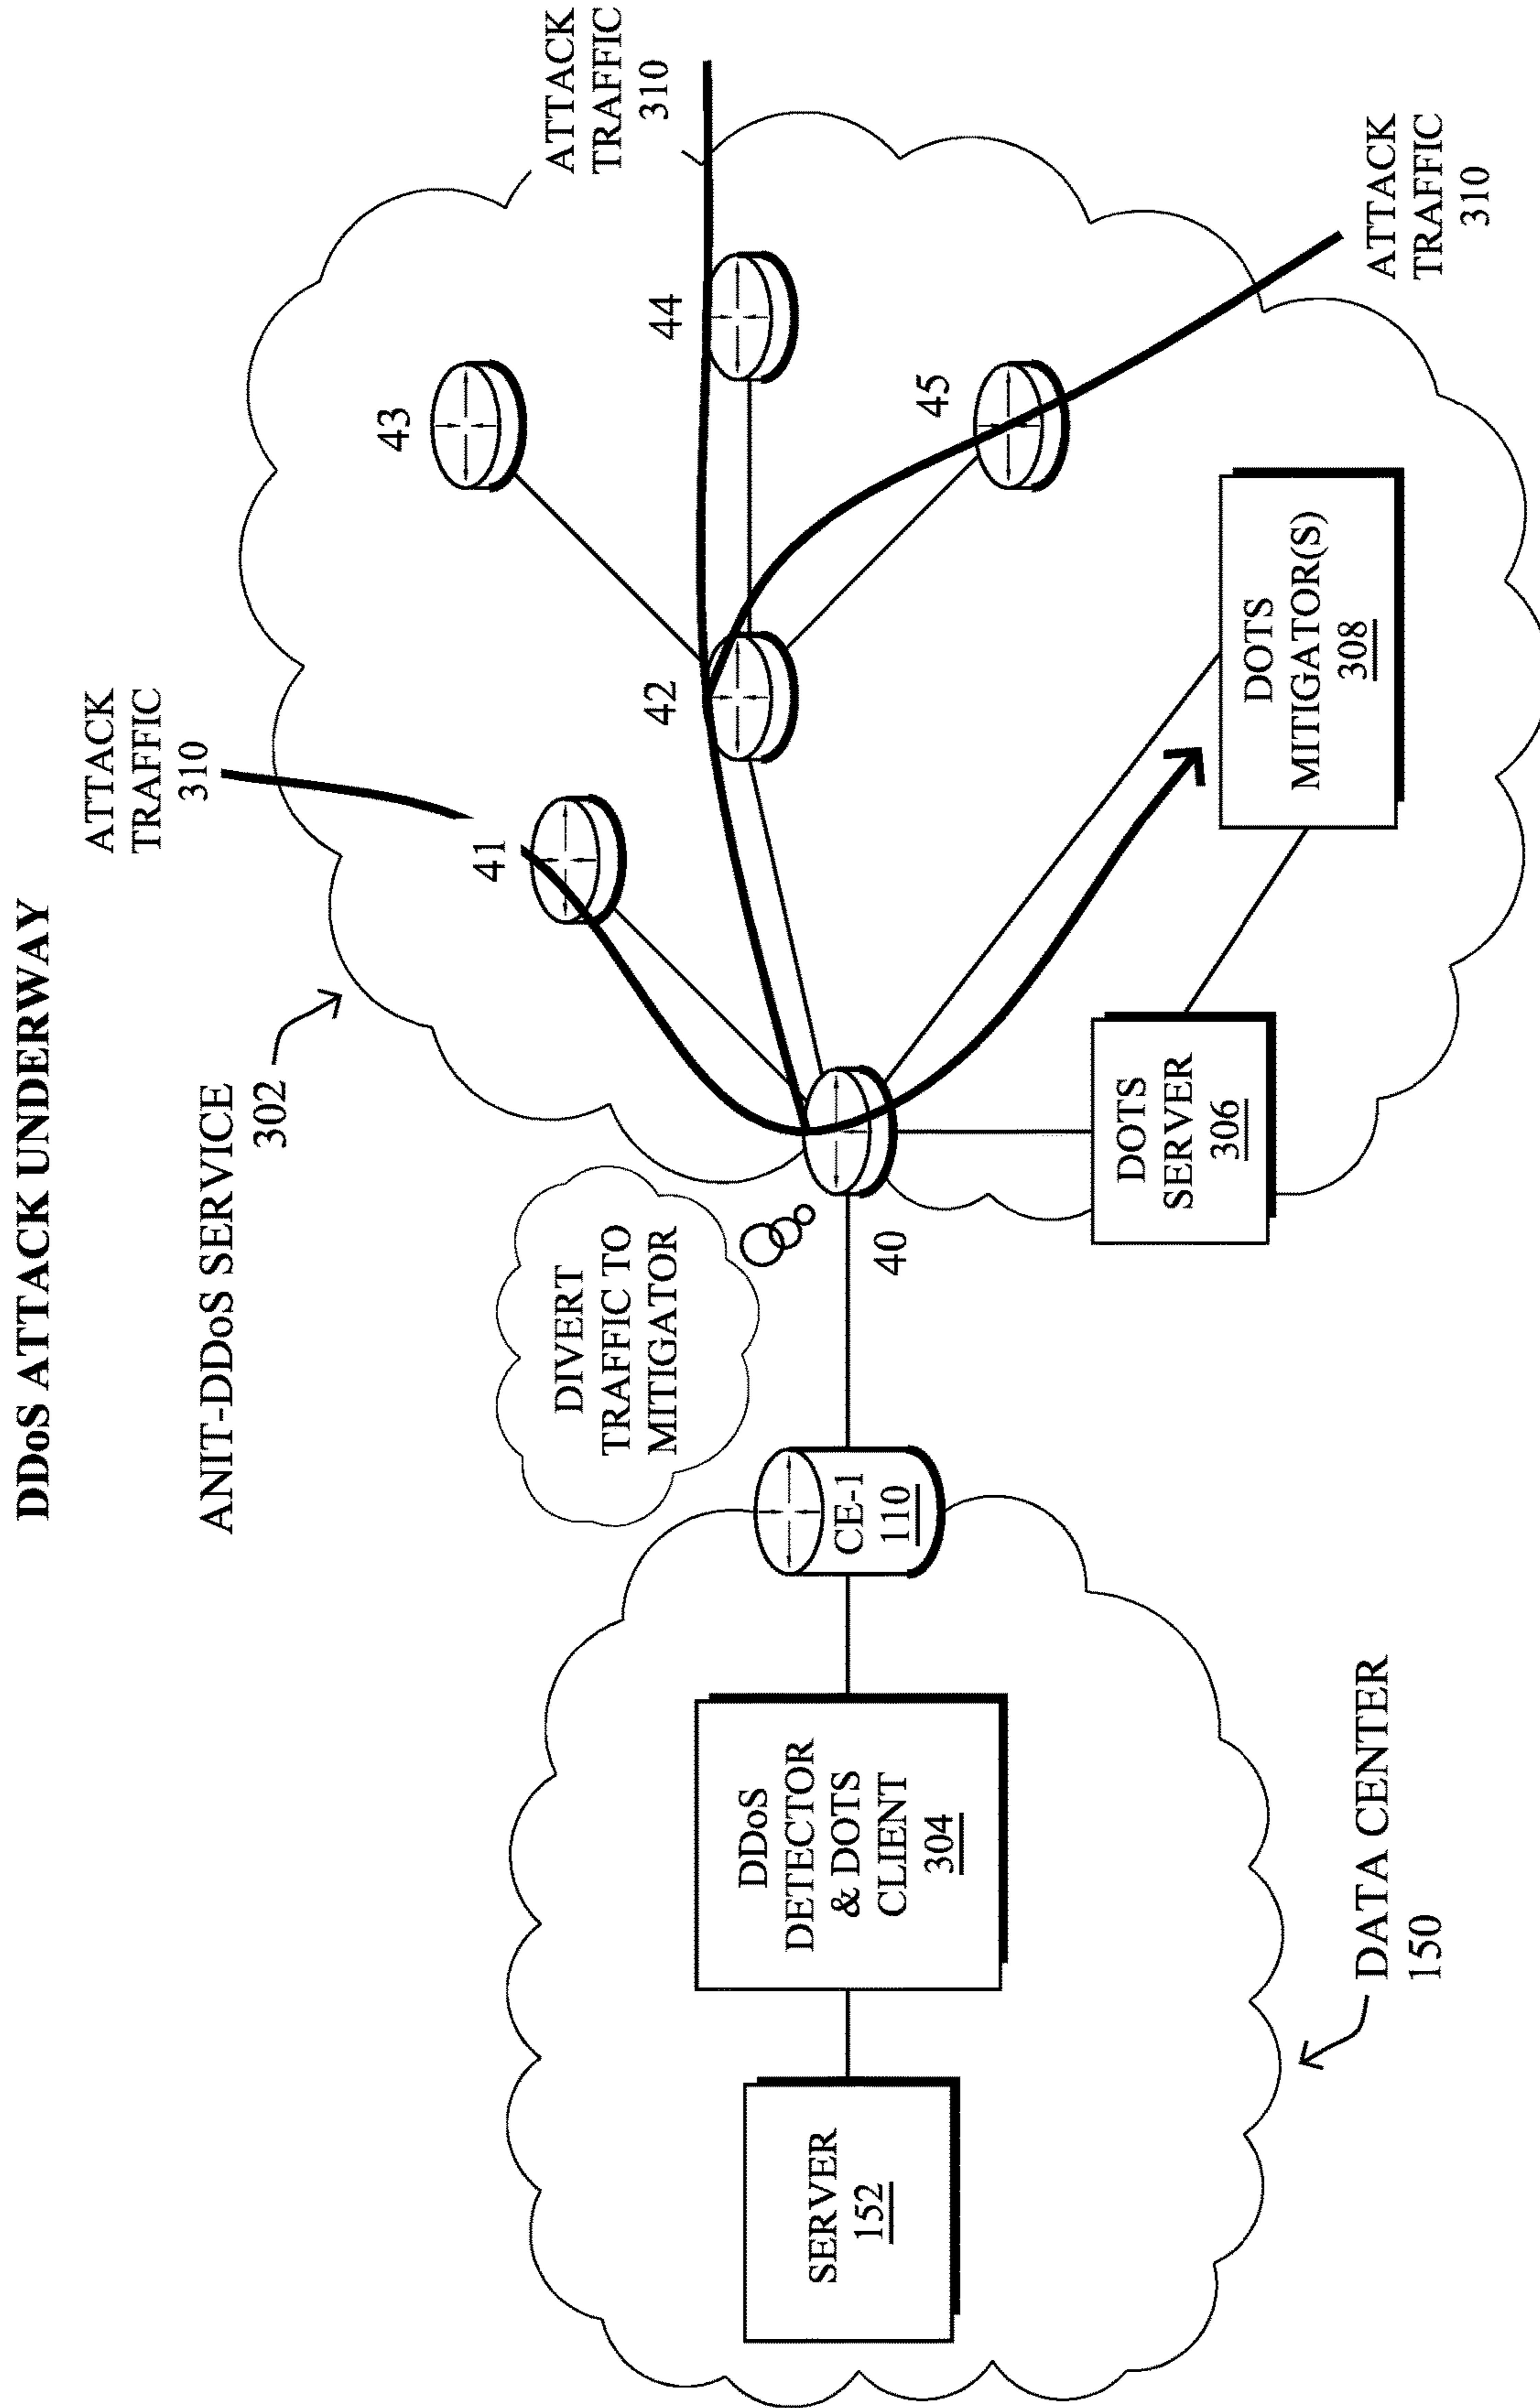 DDoS ATTACK UNDERWAY
ANIT-DDoS SERVICE
302
ATTACK
TRAFFIC
310
ATTACK
TRAFFIC
310
ATTACK
TRAFFIC
310
41
42
43
44
45
40
DIVERT
TRAFFIC TO
MITIGATOR
SERVER
152
DDoS
DETECTOR
& DOTS
CLIENT
304
CE-1
110
DOTS
SERVER
306
DOTS
MITIGATOR(S)
308
DATA CENTER
150